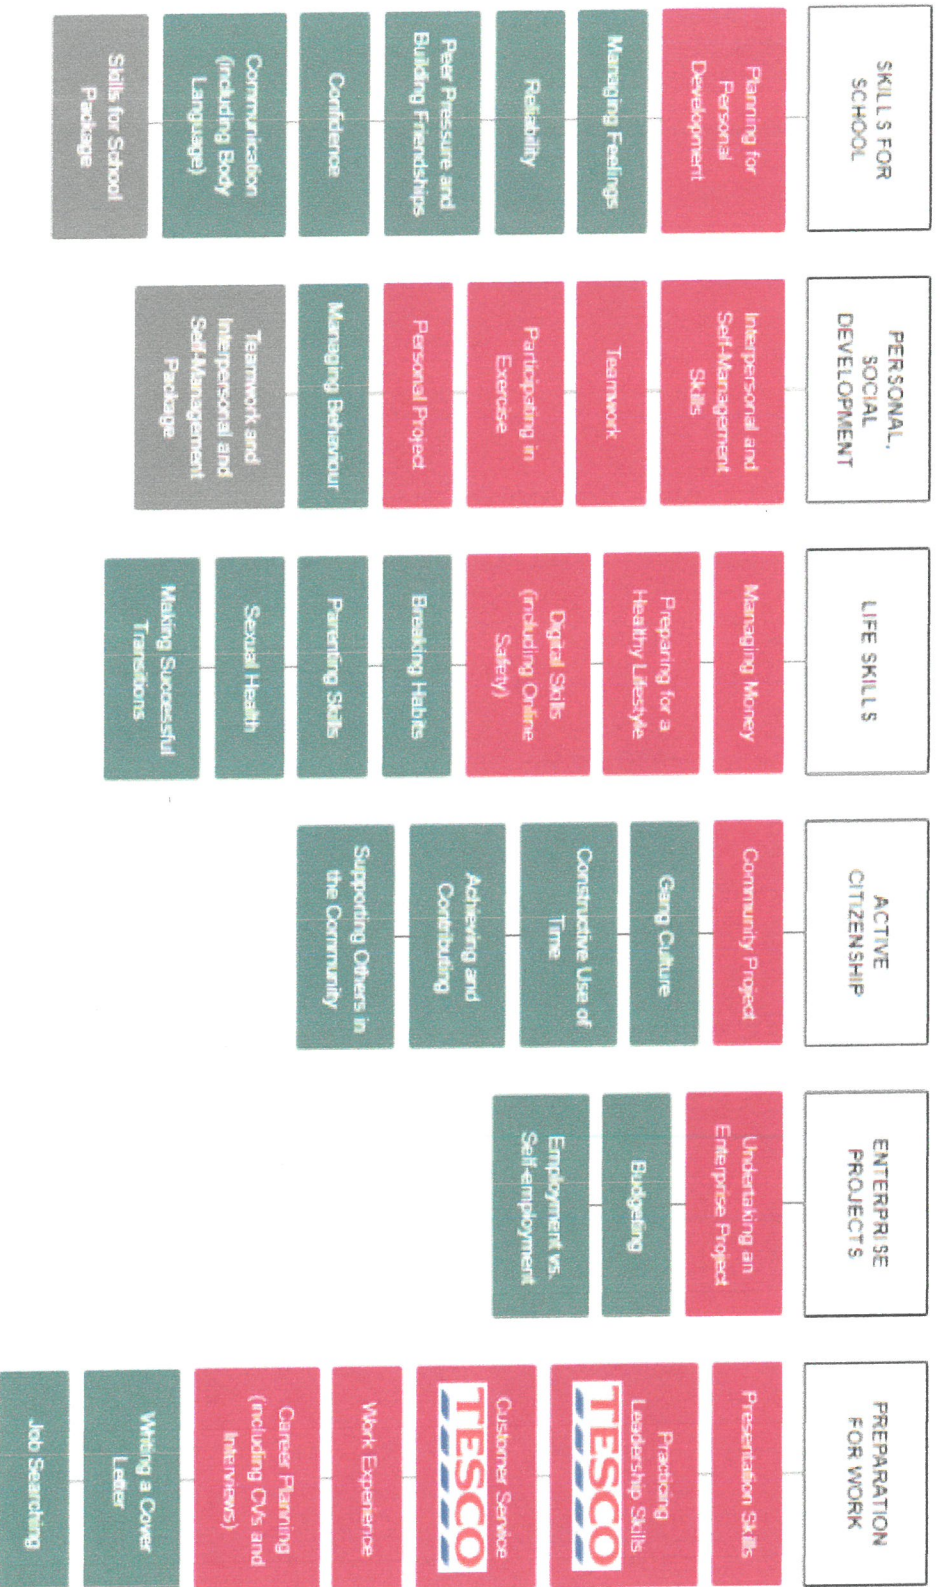 SKILLS FOR
SCHOOL
Planning for
Personal
Development
Managing Feelings
Reliability
Peer Pressure and
Building Friendships
Confidence
Communication
(including Body
Language)
Skills for School
Package
PERSONAL,
SOCIAL
DEVELOPMENT
Interpersonal and
Self-Management
Skills
Teamwork
Participating in
Exercise
Personal Project
Managing Behaviour
Teamwork and
Interpersonal and
Self-Management
Package
LIFE SKILLS
Managing Money
Preparing for a
Healthy Lifestyle
Digital Skills
(including Online
Safety)
Breaking Habits
Parenting Skills
Sexual Health
Making Successful
Transitions
ACTIVE
CITIZENSHIP
Community Project
Gang Culture
Constructive Use of
Time
Achieving and
Contributing
Supporting Others in
the Community
ENTERPRISE
PROJECTS
Undertaking an
Enterprise Project
Budgeting
Employment vs.
Self-employment
PREPARATION
FOR WORK
Presentation Skills
Practicing
Leadership Skills
TESCO
Customer Service
TESCO
Work Experience
Career Planning
(including CVs and
Interviews)
Writing a Cover
Letter
Job Searching